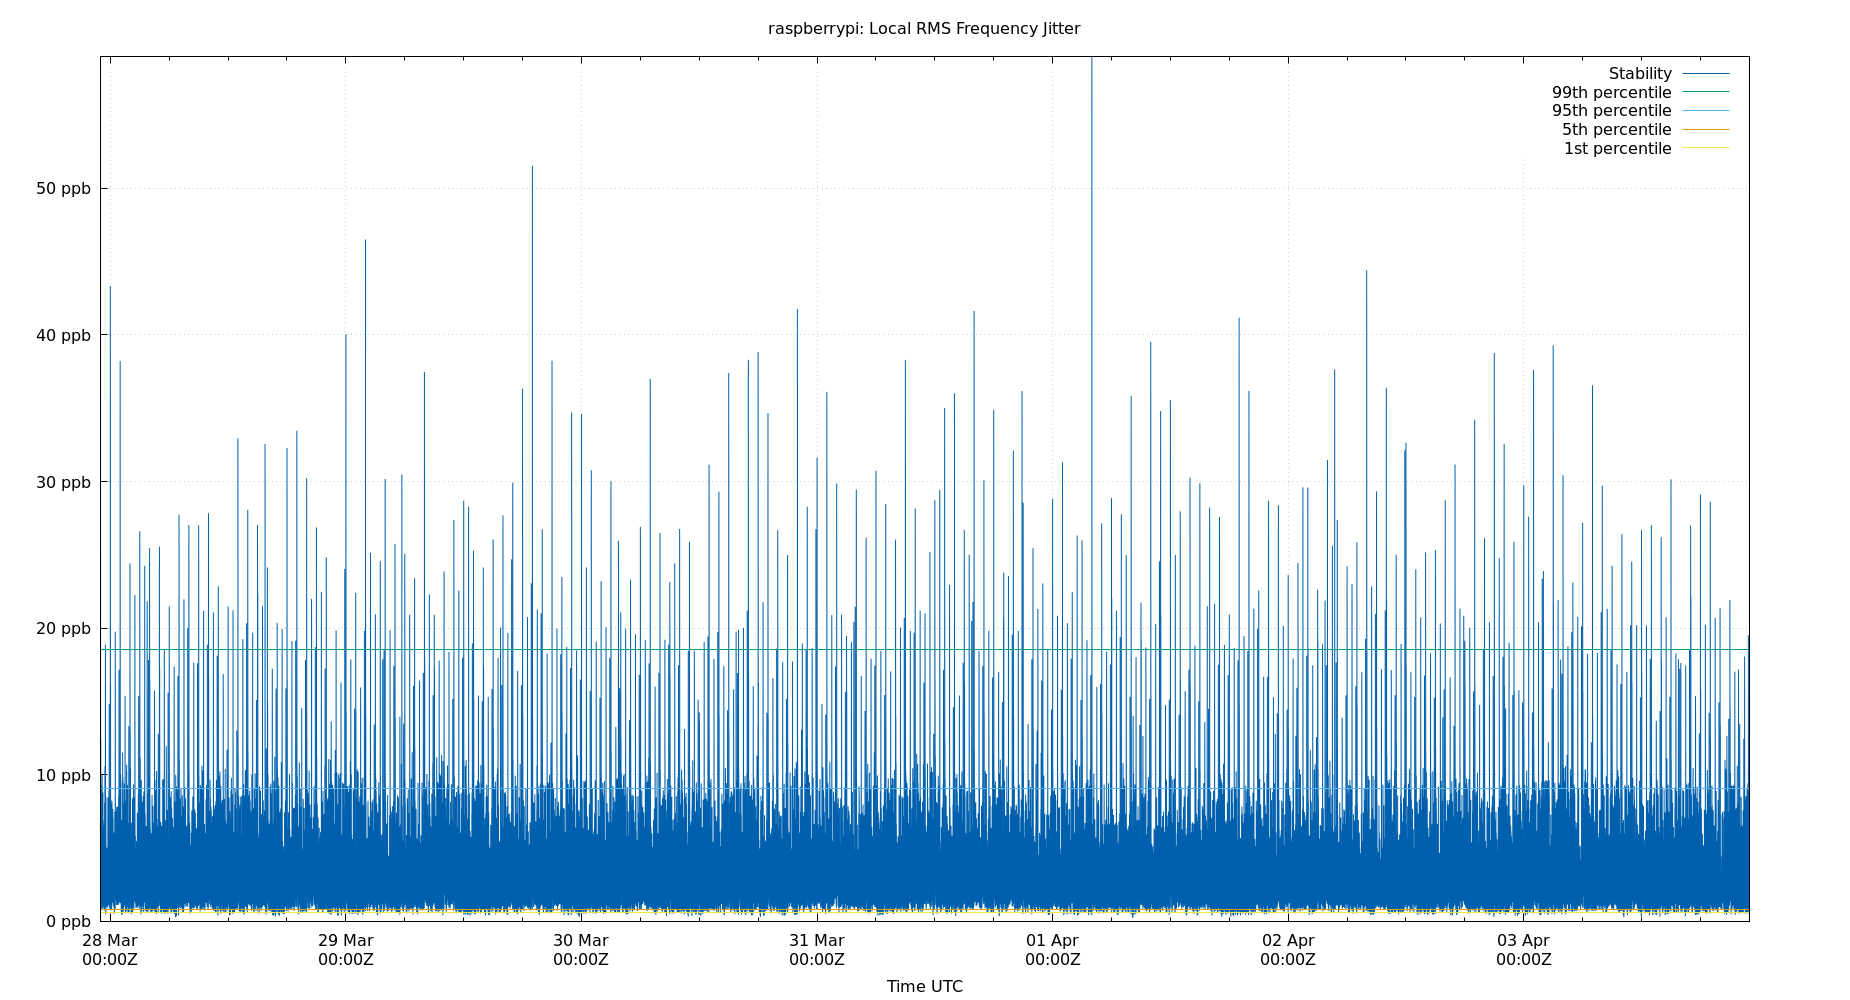 raspberrypi: Local RMS Frequency Jitter
Stability
99th percentile
95th percentile
5th percentile
1st percentile
50 ppb
40 ppb
30 ppb
20 ppb
10 ppb
0 ppb
28 Mar 29 Mar 30 Mar 31 Mar 01 Apr 02 Apr 03 Apr
00:00Z 00:00Z 00:00Z 00:00Z 00:00Z 00:00Z 00:00Z
Time UTC